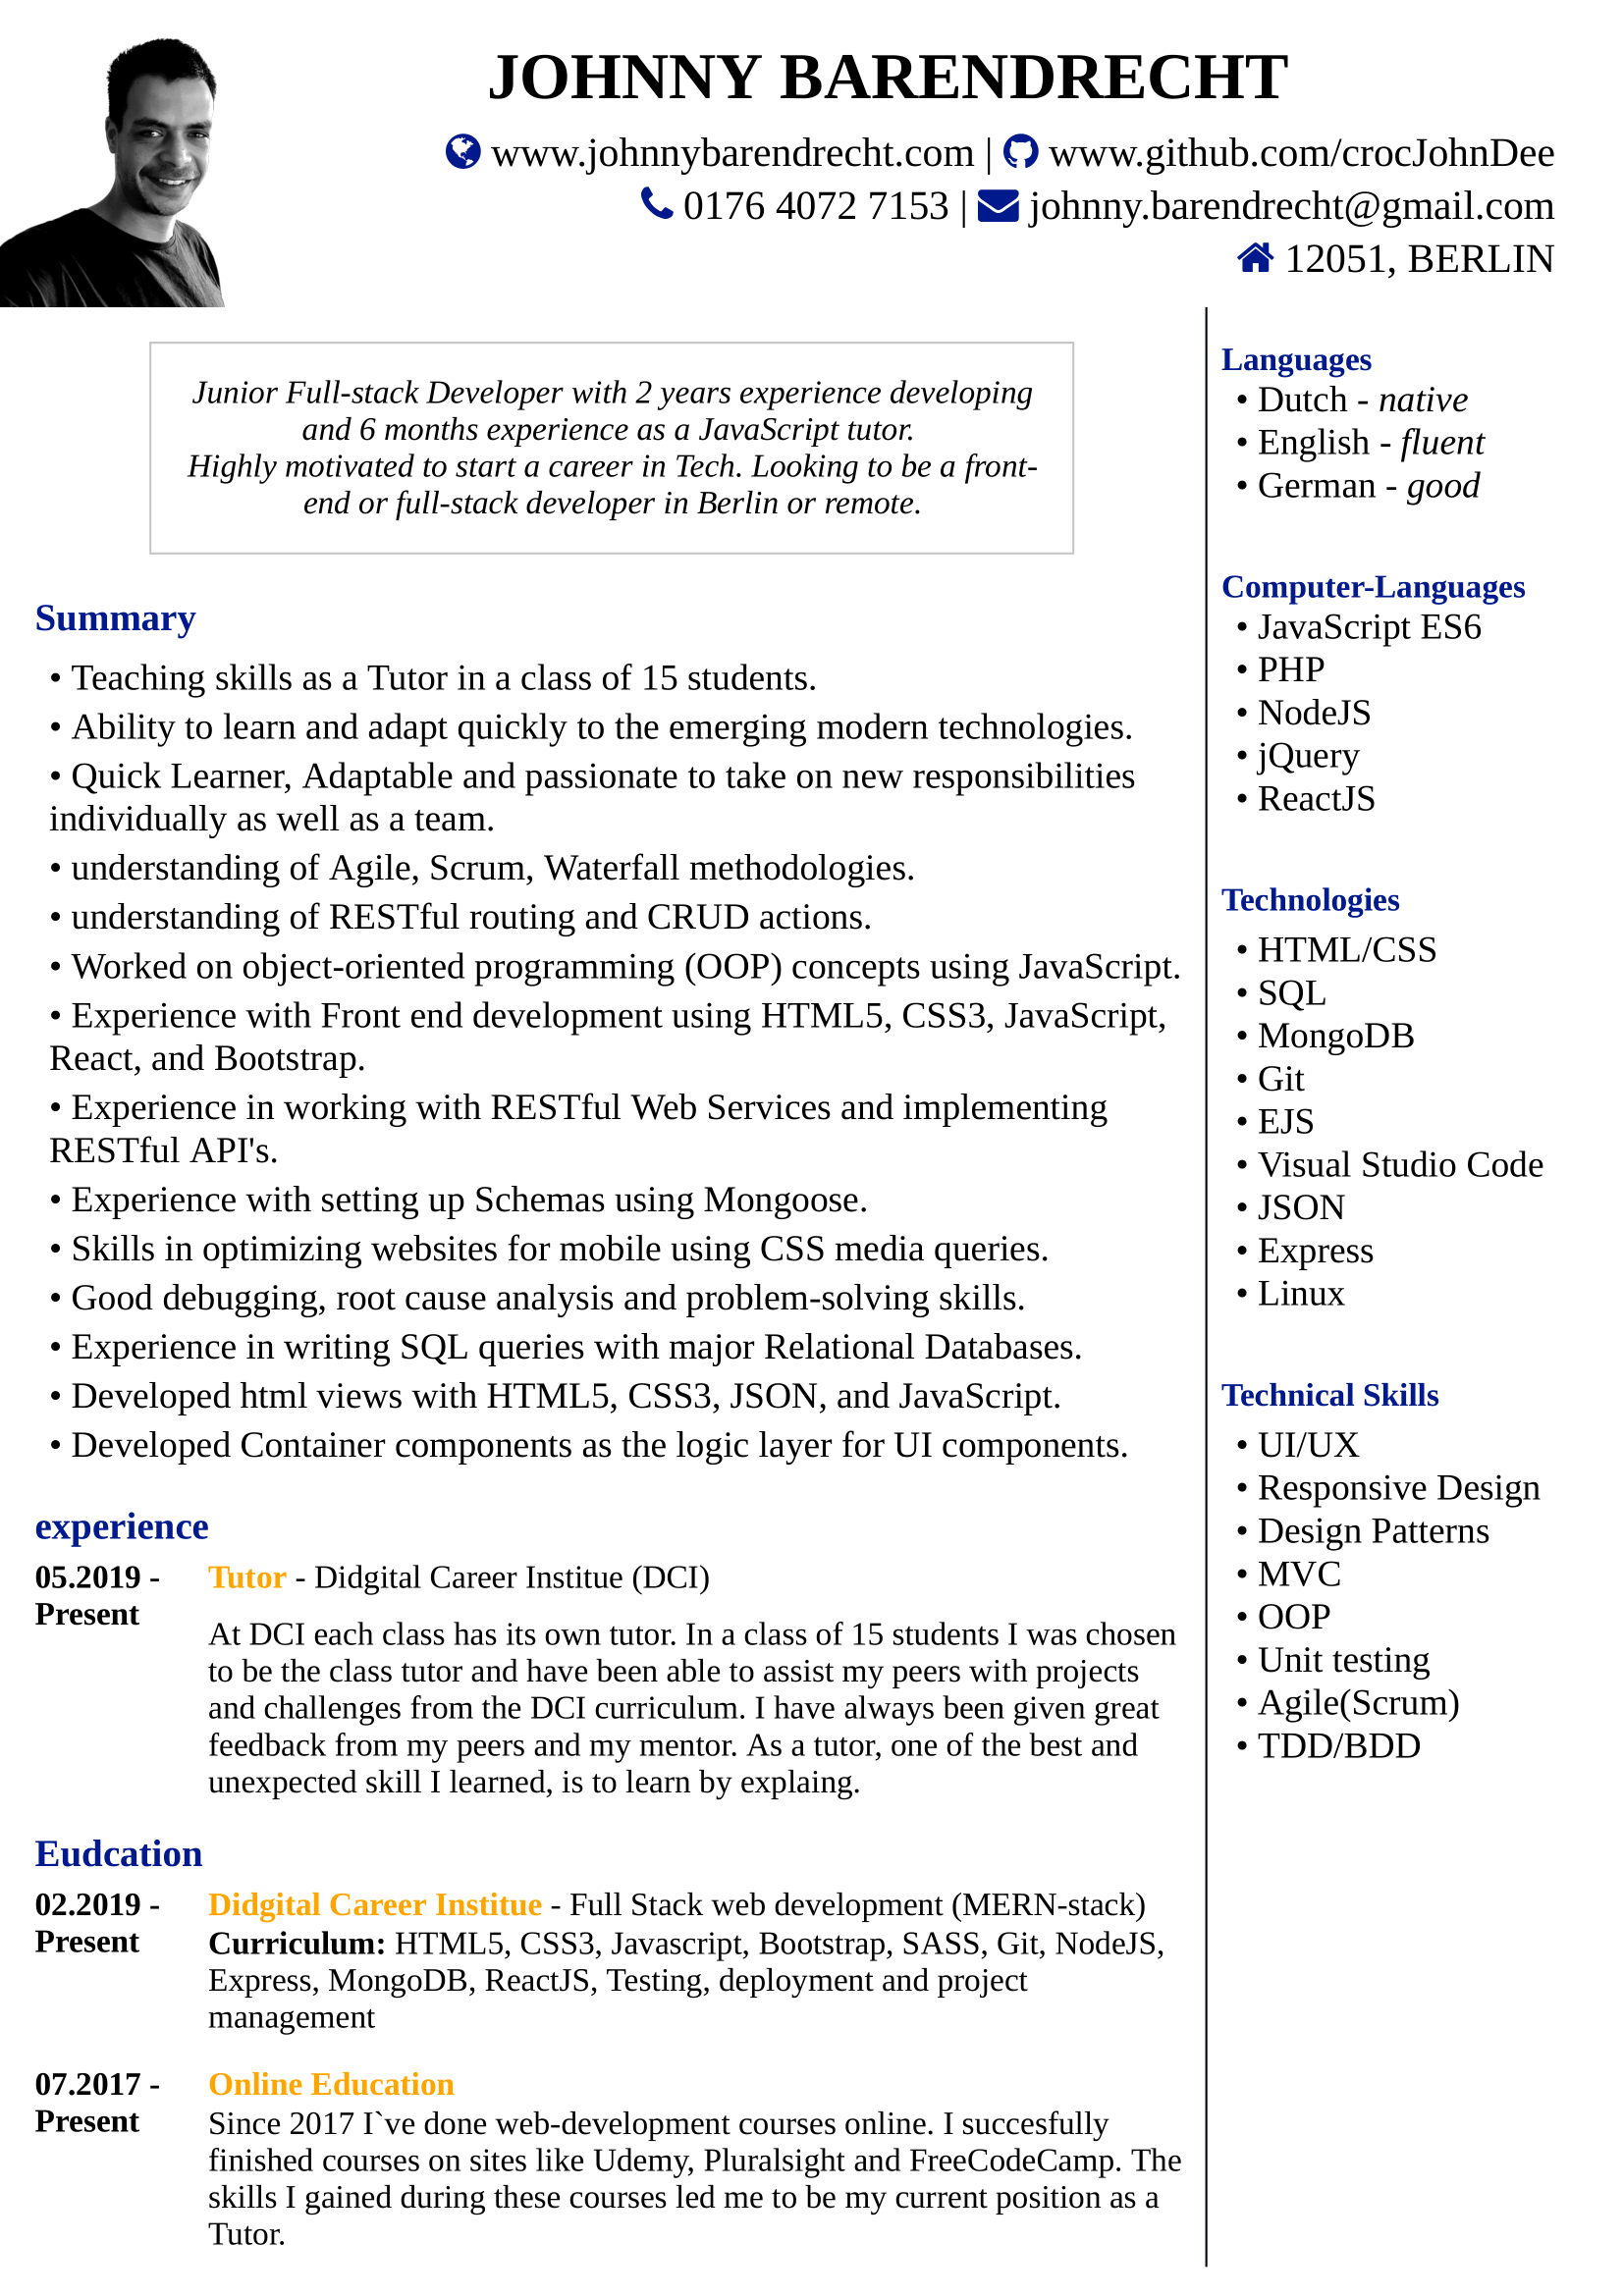 JOHNNY BARENDRECHT
www.johnnybarendrecht.com | www.github.com/crocJohnDee
0176 4072 7153 | johnny.barendrecht@gmail.com
12051, BERLIN
Junior Full-stack Developer with 2 years experience developing
and 6 months experience as a JavaScript tutor.
Highly motivated to start a career in Tech. Looking to be a front-
end or full-stack developer in Berlin or remote.
Summary
• Teaching skills as a Tutor in a class of 15 students.
• Ability to learn and adapt quickly to the emerging modern technologies.
• Quick Learner, Adaptable and passionate to take on new responsibilities
individually as well as a team.
• understanding of Agile, Scrum, Waterfall methodologies.
• understanding of RESTful routing and CRUD actions.
• Worked on object-oriented programming (OOP) concepts using JavaScript.
• Experience with Front end development using HTML5, CSS3, JavaScript,
React, and Bootstrap.
• Experience in working with RESTful Web Services and implementing
RESTful API's.
• Experience with setting up Schemas using Mongoose.
• Skills in optimizing websites for mobile using CSS media queries.
• Good debugging, root cause analysis and problem-solving skills.
• Experience in writing SQL queries with major Relational Databases.
• Developed html views with HTML5, CSS3, JSON, and JavaScript.
• Developed Container components as the logic layer for UI components.
experience
05.2019 -
Present
Tutor - Didgital Career Institue (DCI)
At DCI each class has its own tutor. In a class of 15 students I was chosen
to be the class tutor and have been able to assist my peers with projects
and challenges from the DCI curriculum. I have always been given great
feedback from my peers and my mentor. As a tutor, one of the best and
unexpected skill I learned, is to learn by explaing.
Eudcation
02.2019 -
Present
Didgital Career Institue - Full Stack web development (MERN-stack)
Curriculum: HTML5, CSS3, Javascript, Bootstrap, SASS, Git, NodeJS,
Express, MongoDB, ReactJS, Testing, deployment and project
management
07.2017 -
Present
Online Education
Since 2017 I`ve done web-development courses online. I succesfully
finished courses on sites like Udemy, Pluralsight and FreeCodeCamp. The
skills I gained during these courses led me to be my current position as a
Tutor.
Languages
• Dutch - native
• English - fluent
• German - good
Computer-Languages
• JavaScript ES6
• PHP
• NodeJS
• jQuery
• ReactJS
Technologies
• HTML/CSS
• SQL
• MongoDB
• Git
• EJS
• Visual Studio Code
• JSON
• Express
• Linux
Technical Skills
• UI/UX
• Responsive Design
• Design Patterns
• MVC
• OOP
• Unit testing
• Agile(Scrum)
• TDD/BDD